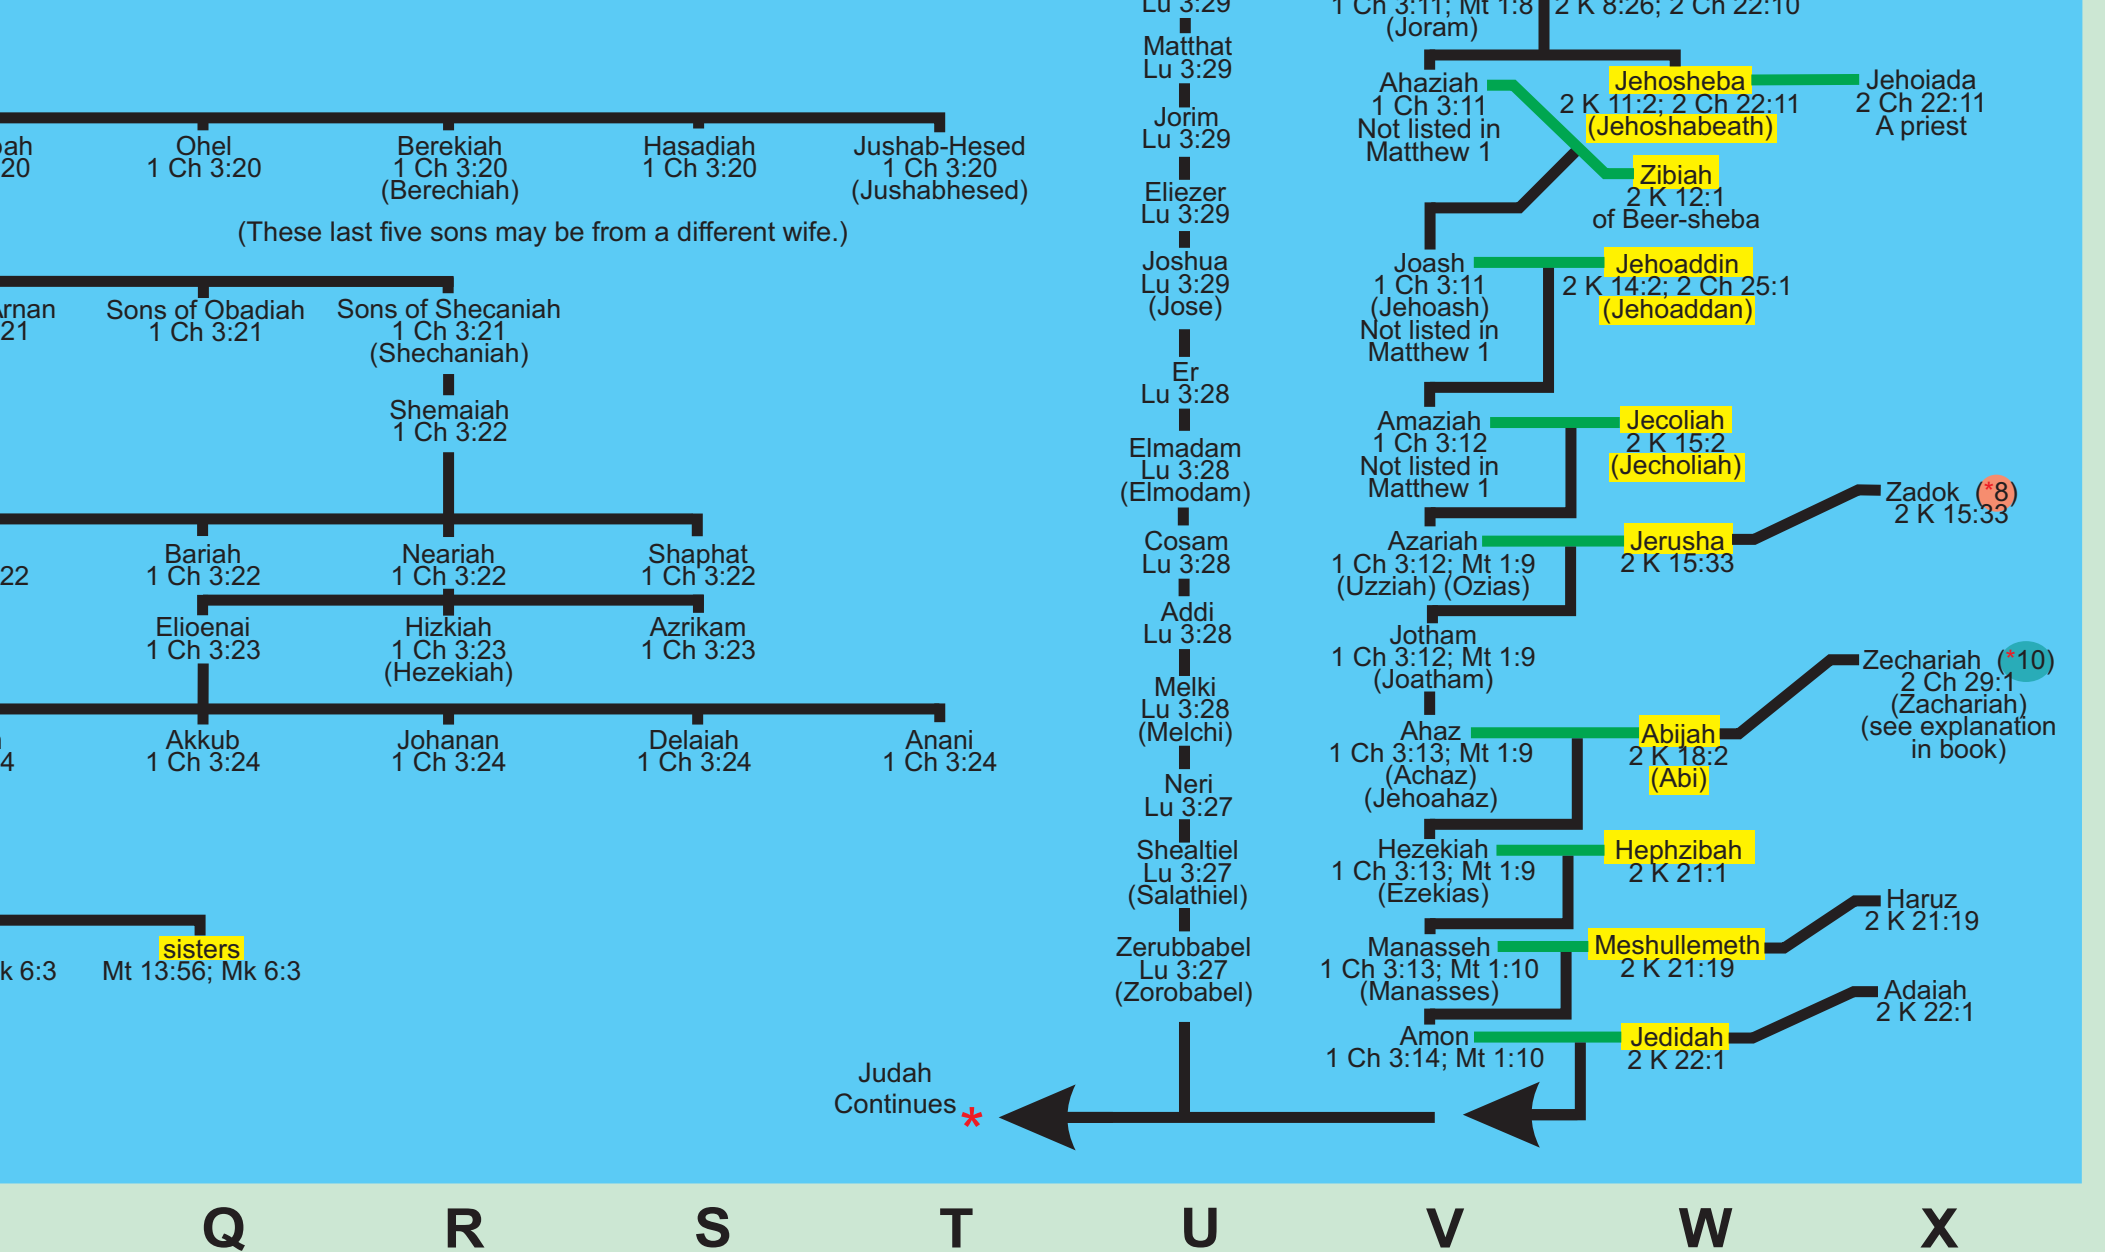 Lu 3:29
1 Ch 3:11; Mt 1:8
2 K 8:26; 2 Ch 22:10
(Joram)
Matthat
Lu 3:29
Ahaziah
1 Ch 3:11
Not listed in
Matthew 1
Jehosheba
2 K 11:2; 2 Ch 22:11
(Jehoshabeath)
Jehoiada
2 Ch 22:11
A priest
Zibiah
2 K 12:1
of Beer-sheba
20
Ohel
1 Ch 3:20
Berekiah
1 Ch 3:20
(Berechiah)
Hasadiah
1 Ch 3:20
Jushab-Hesed
1 Ch 3:20
(Jushabhesed)
(These last five sons may be from a different wife.)
Jorim
Lu 3:29
Eliezer
Lu 3:29
Joshua
Lu 3:29
(Jose)
Joash
1 Ch 3:11
(Jehoash)
Not listed in
Matthew 1
Jehoaddin
2 K 14:2; 2 Ch 25:1
(Jehoaddan)
Arnan
21
Sons of Obadiah
1 Ch 3:21
Sons of Shecaniah
1 Ch 3:21
(Shechaniah)
Shemaiah
1 Ch 3:22
Er
Lu 3:28
Elmadam
Lu 3:28
(Elmodam)
Amaziah
1 Ch 3:12
Not listed in
Matthew 1
Jecoliah
2 K 15:2
(Jecholiah)
Zadok (*8)
2 K 15:33
22
Bariah
1 Ch 3:22
Neariah
1 Ch 3:22
Shaphat
1 Ch 3:22
Cosam
Lu 3:28
Azariah
1 Ch 3:12; Mt 1:9
(Uzziah) (Ozias)
Jerusha
2 K 15:33
Elioenai
1 Ch 3:23
Hizkiah
1 Ch 3:23
(Hezekiah)
Azrikam
1 Ch 3:23
Addi
Lu 3:28
Jotham
1 Ch 3:12; Mt 1:9
(Joatham)
Zechariah (*10)
2 Ch 29:1
(Zachariah)
(see explanation
in book)
4
Akkub
1 Ch 3:24
Johanan
1 Ch 3:24
Delaiah
1 Ch 3:24
Anani
1 Ch 3:24
Melki
Lu 3:28
(Melchi)
Ahaz
1 Ch 3:13; Mt 1:9
(Achaz)
(Jehoahaz)
Abijah
2 K 18:2
(Abi)
Neri
Lu 3:27
Shealtiel
Lu 3:27
(Salathiel)
Hezekiah
1 Ch 3:13; Mt 1:9
(Ezekias)
Hephzibah
2 K 21:1
Haruz
2 K 21:19
k 6:3
sisters
Mt 13:56; Mk 6:3
Zerubbabel
Lu 3:27
(Zorobabel)
Manasseh
1 Ch 3:13; Mt 1:10
(Manasses)
Meshullemeth
2 K 21:19
Adaiah
2 K 22:1
Amon
1 Ch 3:14; Mt 1:10
Jedidah
2 K 22:1
Judah
Continues *
Q R S T U V W X